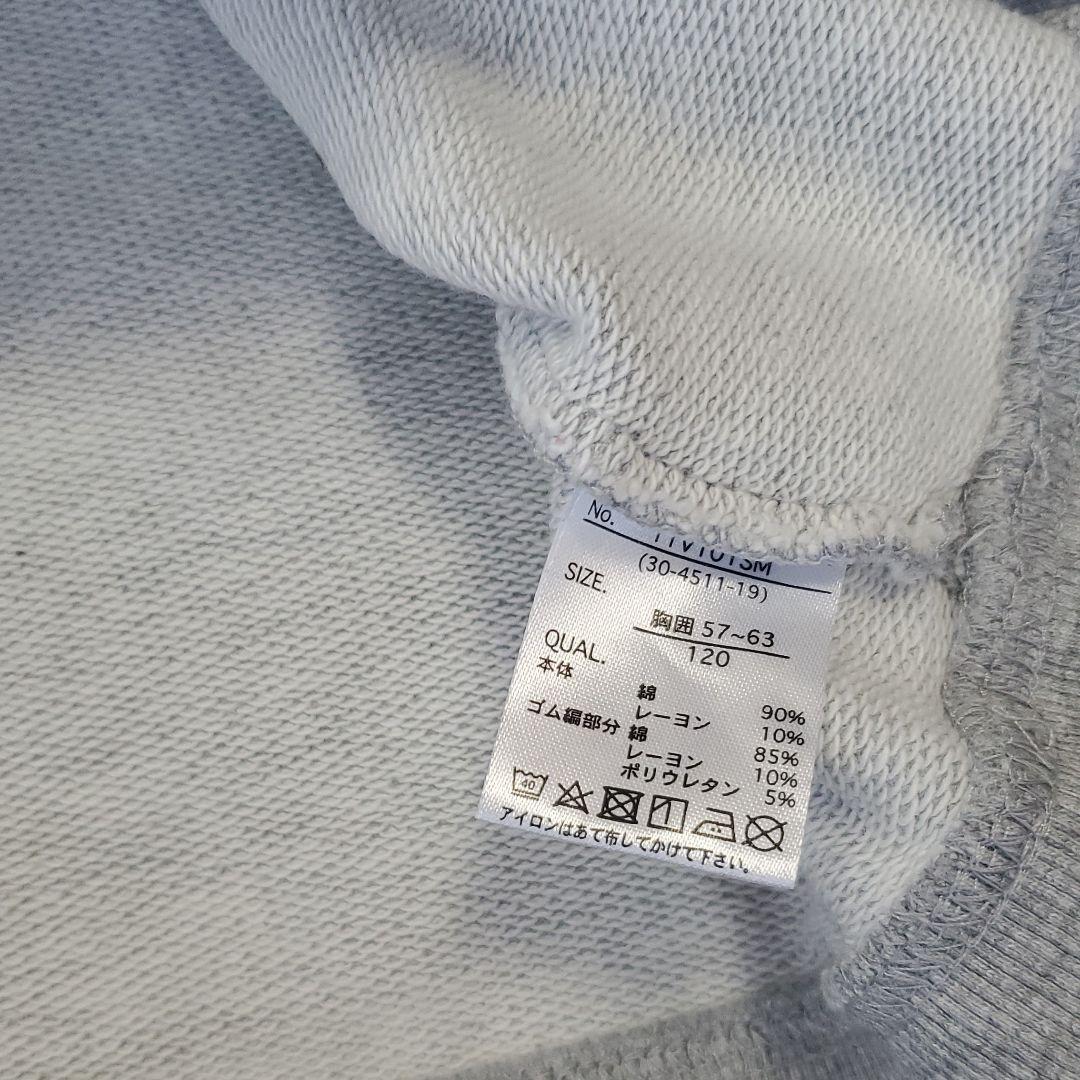 No. 11V101SM
(30-4511-19)
SIZE.
胸囲 57~63
120
QUAL.
本体
綿 90%
レーヨン 10%
ゴム編部分 綿 85%
レーヨン 10%
ポリウレタン 5%
40
アイロンはあて布してかけて下さい。